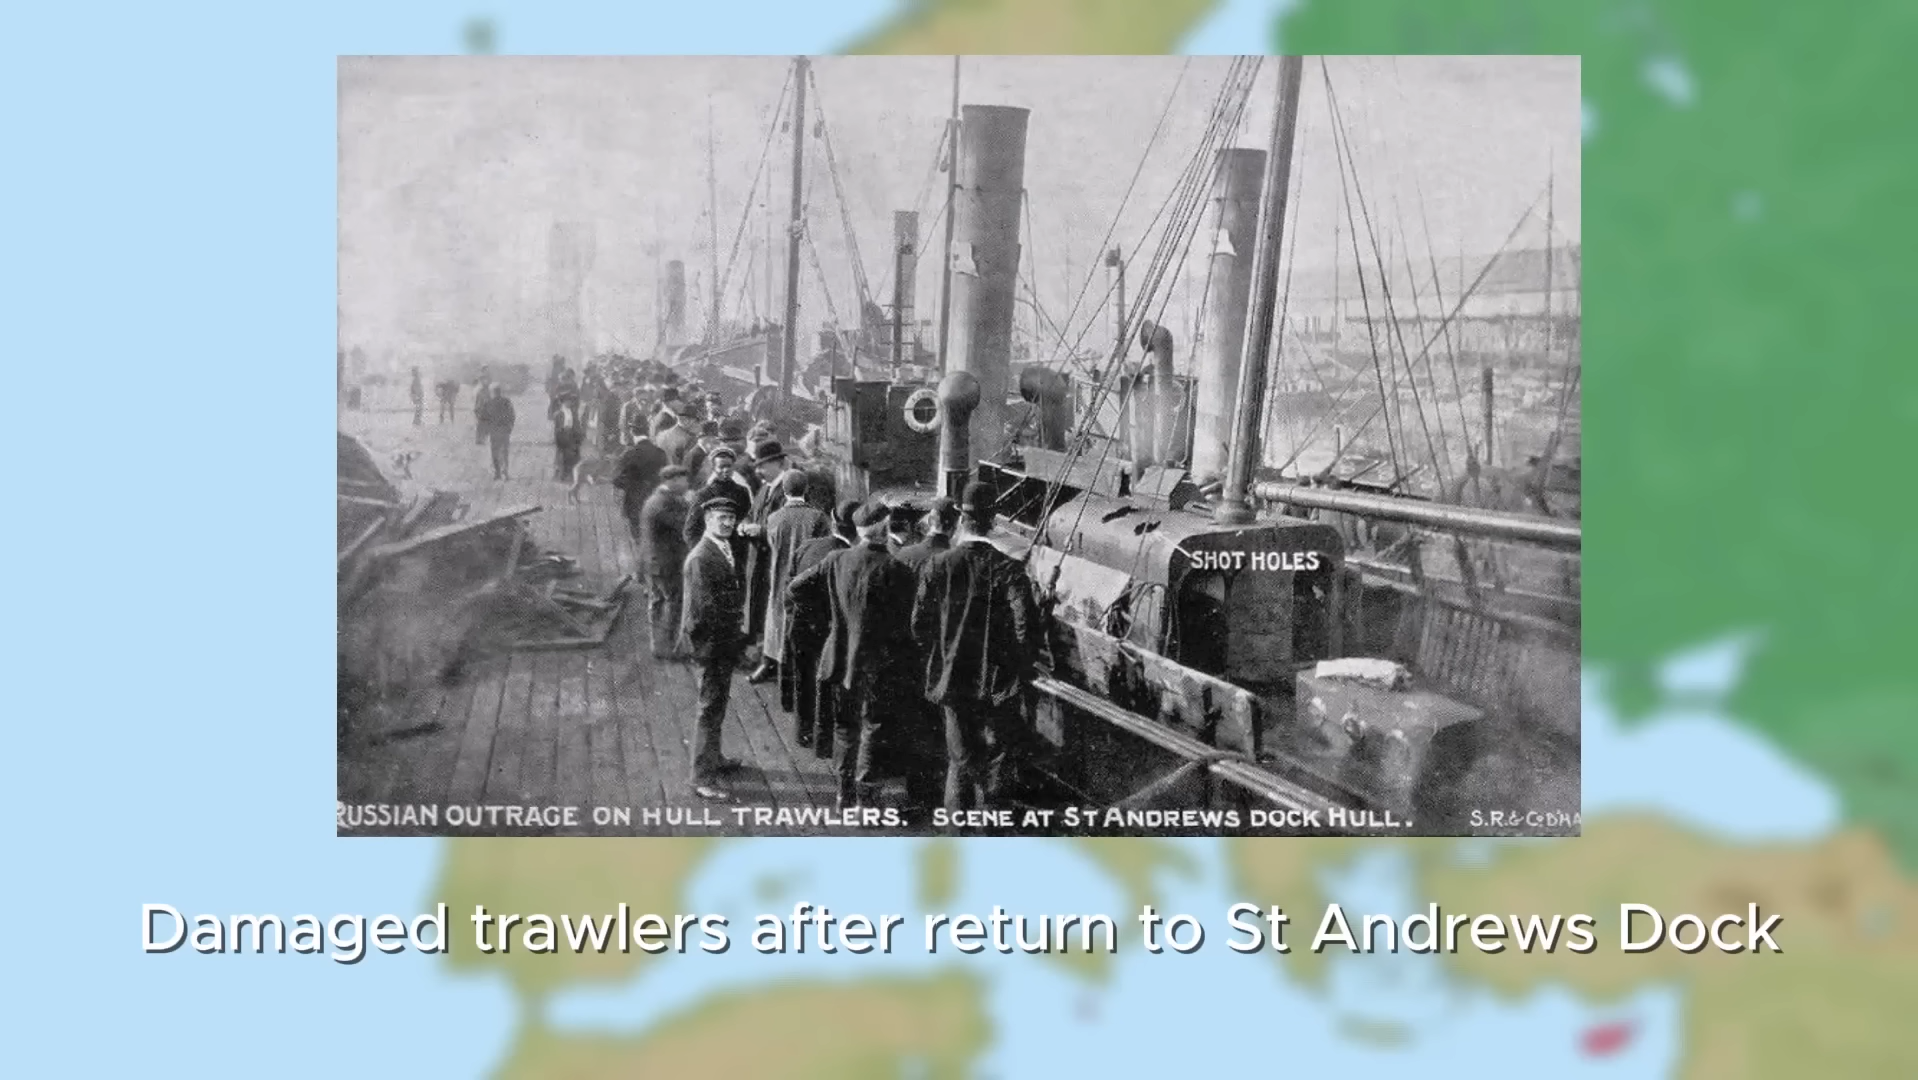 SHOT HOLES
RUSSIAN OUTRAGE ON HULL TRAWLERS. SCENE AT ST ANDREWS DOCK HULL. S.R.& Co
Damaged trawlers after return to St Andrews Dock